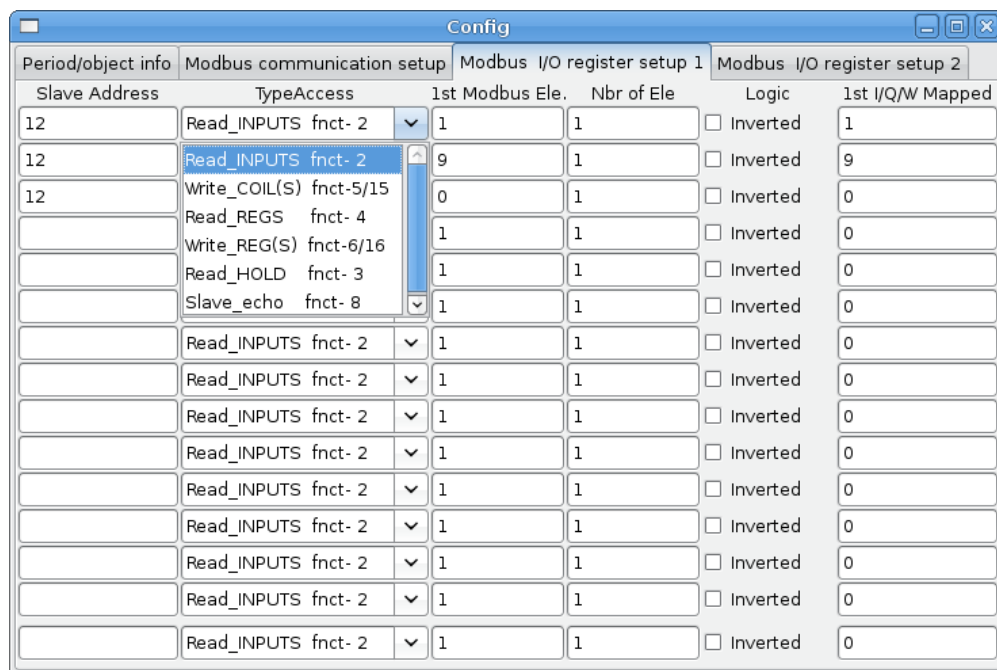 Config
Period/object info Modbus communication setup Modbus I/O register setup 1 Modbus I/O register setup 2
Slave Address TypeAccess 1st Modbus Ele. Nbr of Ele Logic 1st I/Q/W Mapped
12 Read_INPUTS fnct- 2 1 1 Inverted 1
12 Read_INPUTS fnct- 2 9 1 Inverted 9
Write_COIL(S) fnct-5/15
12 0 1 Inverted 0
Read_REGS fnct- 4
1 1 Inverted 0
Write_REG(S) fnct-6/16
Read_HOLD fnct- 3 1 1 Inverted 0
Slave_echo fnct- 8 1 1 Inverted 0
Read_INPUTS fnct- 2 1 1 Inverted 0
Read_INPUTS fnct- 2 1 1 Inverted 0
Read_INPUTS fnct- 2 1 1 Inverted 0
Read_INPUTS fnct- 2 1 1 Inverted 0
Read_INPUTS fnct- 2 1 1 Inverted 0
Read_INPUTS fnct- 2 1 1 Inverted 0
Read_INPUTS fnct- 2 1 1 Inverted 0
Read_INPUTS fnct- 2 1 1 Inverted 0
Read_INPUTS fnct- 2 1 1 Inverted 0